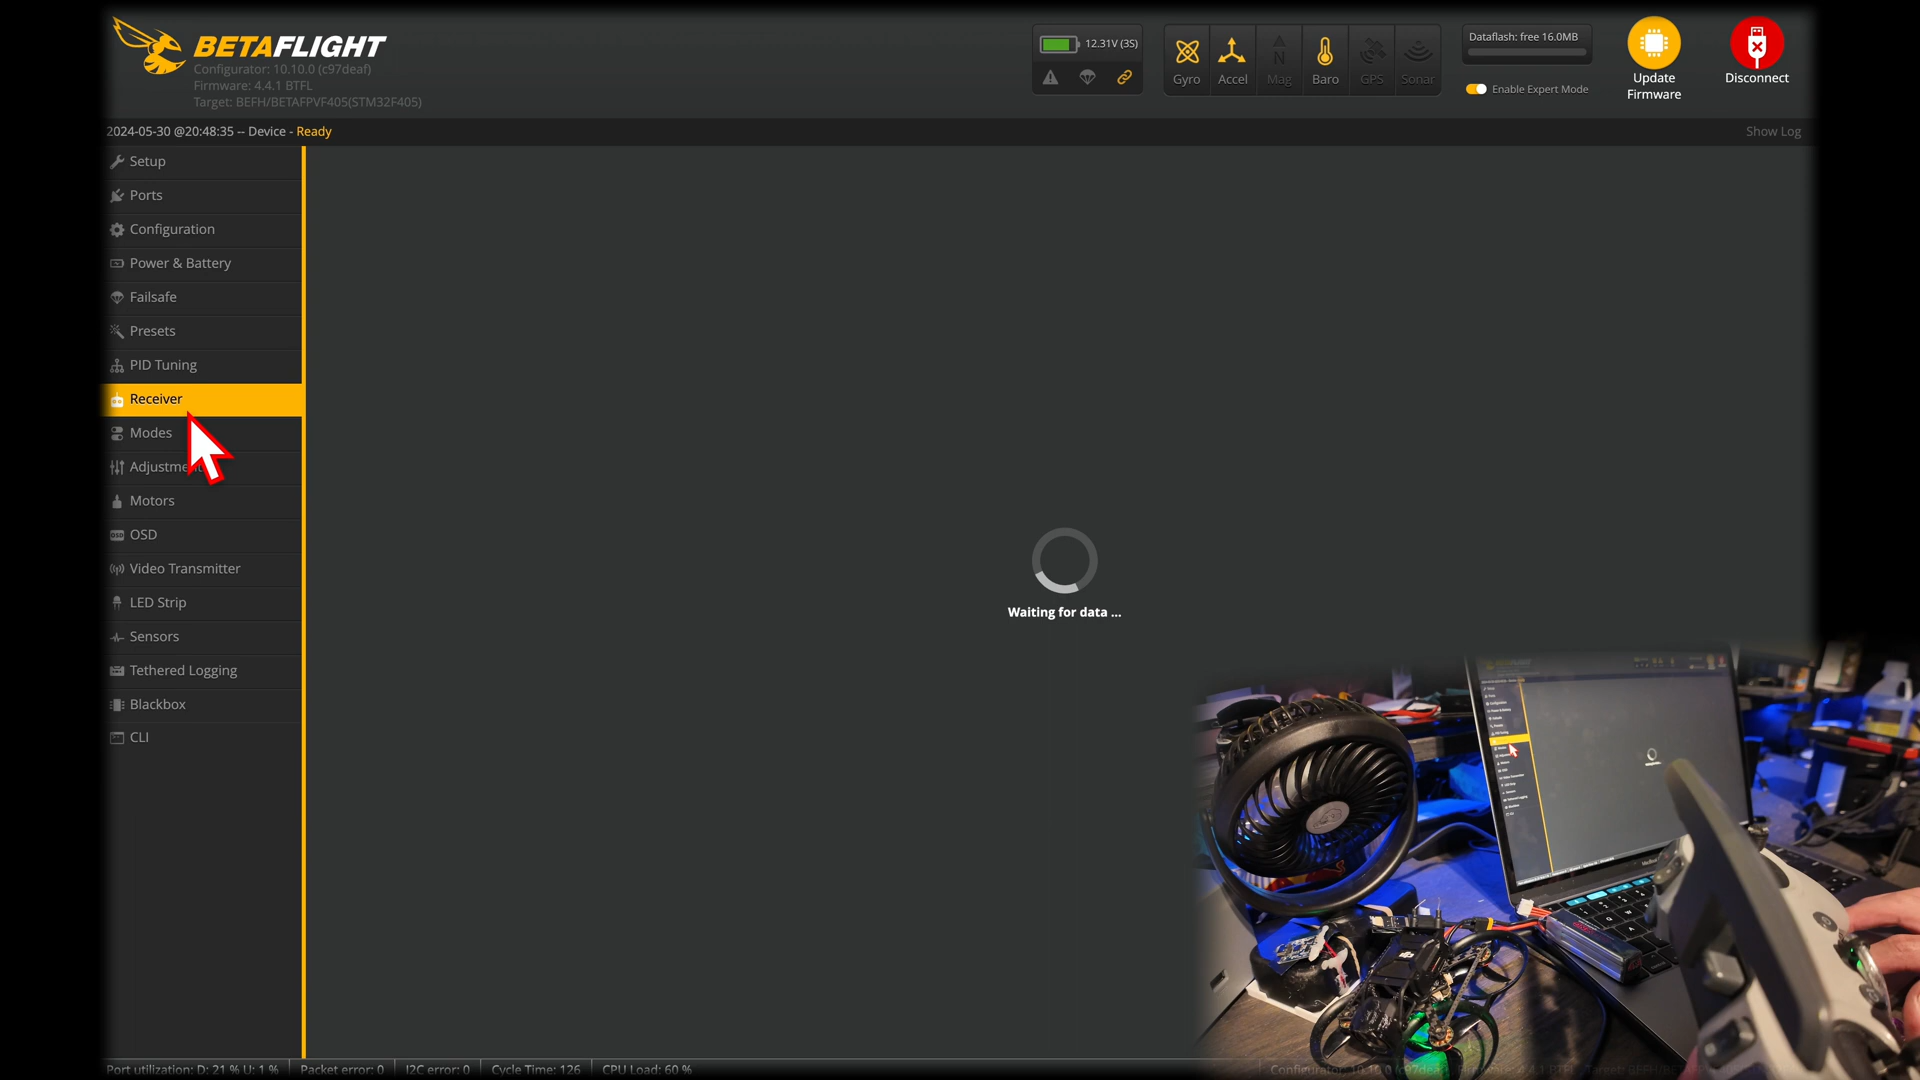 BETAFLIGHT
Configurator: 10.10.0 (c97deaf)
Firmware: 4.4.1 BTFL
Target: BEFH/BETAFPVF405(STM32F405)
12.31V (3S)
Gyro
Accel
Mag
Baro
GPS
Sonar
Dataflash: free 16.0MB
Enable Expert Mode
Update
Firmware
Disconnect
2024-05-30 @20:48:35 -- Device - Ready
Show Log
Setup
Ports
Configuration
Power & Battery
Failsafe
Presets
PID Tuning
Receiver
Modes
Motors
OSD
Video Transmitter
LED Strip
Sensors
Tethered Logging
Blackbox
CLI
Waiting for data ...
Port utilization: D: 21 % U: 1 %
Packet error: 0
I2C error: 0
Cycle Time: 126
CPU Load: 60 %